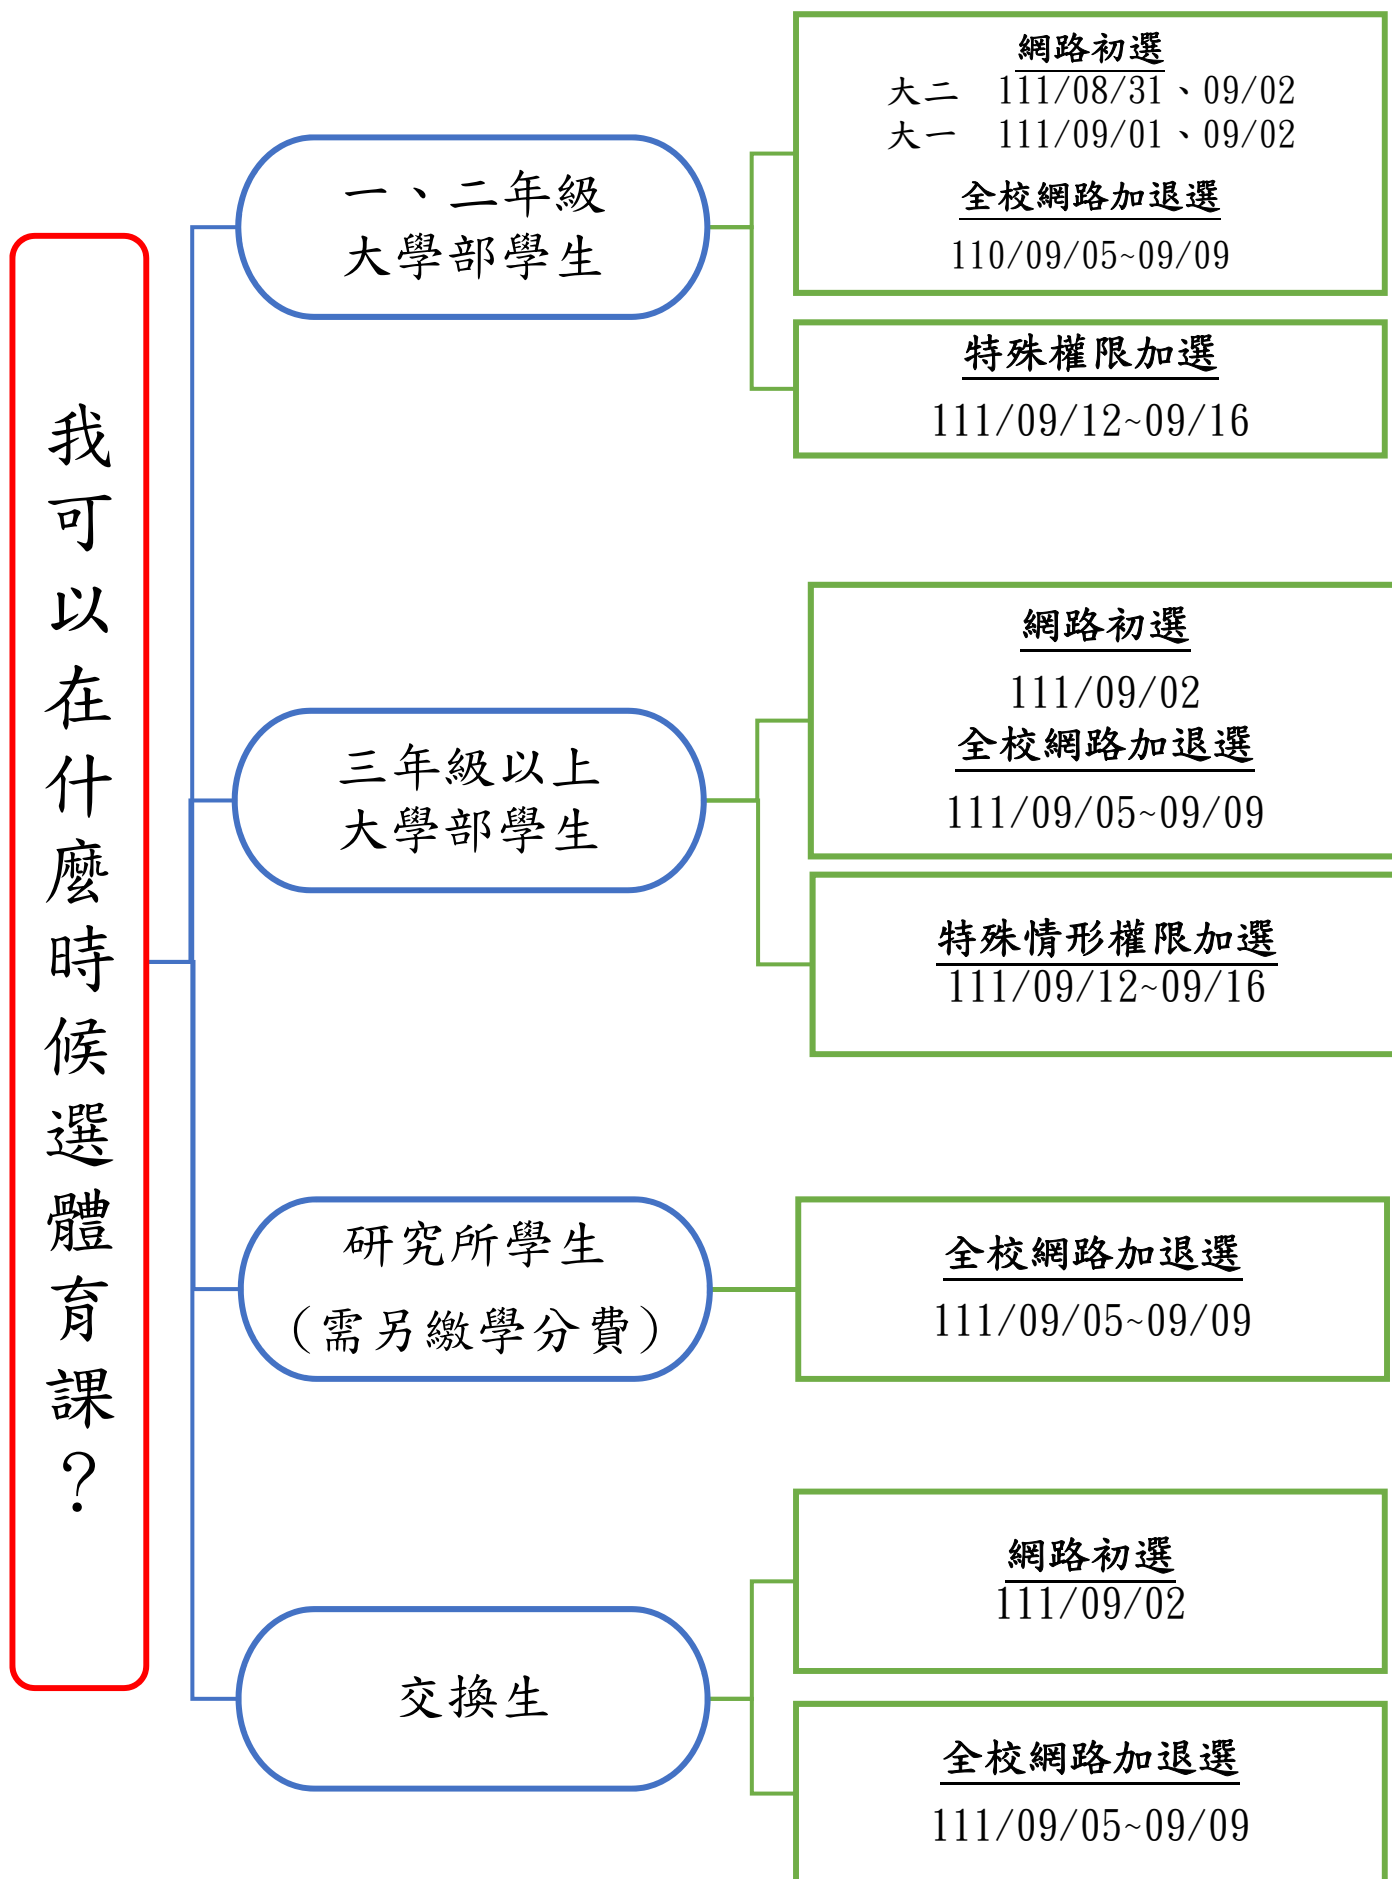 我可以在什麼時候選體育課？
一、二年級
大學部學生
網路初選
大二　111/08/31、09/02
大一　111/09/01、09/02
全校網路加退選
110/09/05~09/09
特殊權限加選
111/09/12~09/16
三年級以上
大學部學生
網路初選
111/09/02
全校網路加退選
111/09/05~09/09
特殊情形權限加選
111/09/12~09/16
研究所學生
（需另繳學分費）
全校網路加退選
111/09/05~09/09
交換生
網路初選
111/09/02
全校網路加退選
111/09/05~09/09